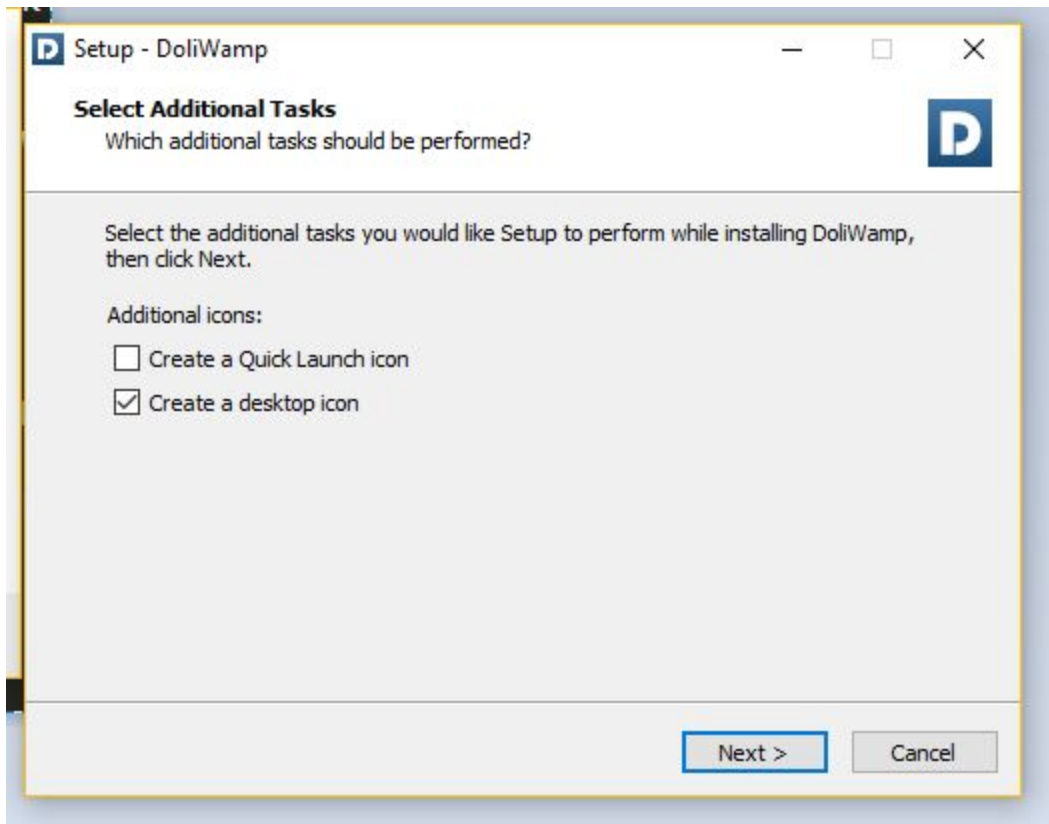 Setup - DoliWamp
Select Additional Tasks
Which additional tasks should be performed?
D
Select the additional tasks you would like Setup to perform while installing DoliWamp,
then click Next.
Additional icons:
Create a Quick Launch icon
Create a desktop icon
Next >
Cancel